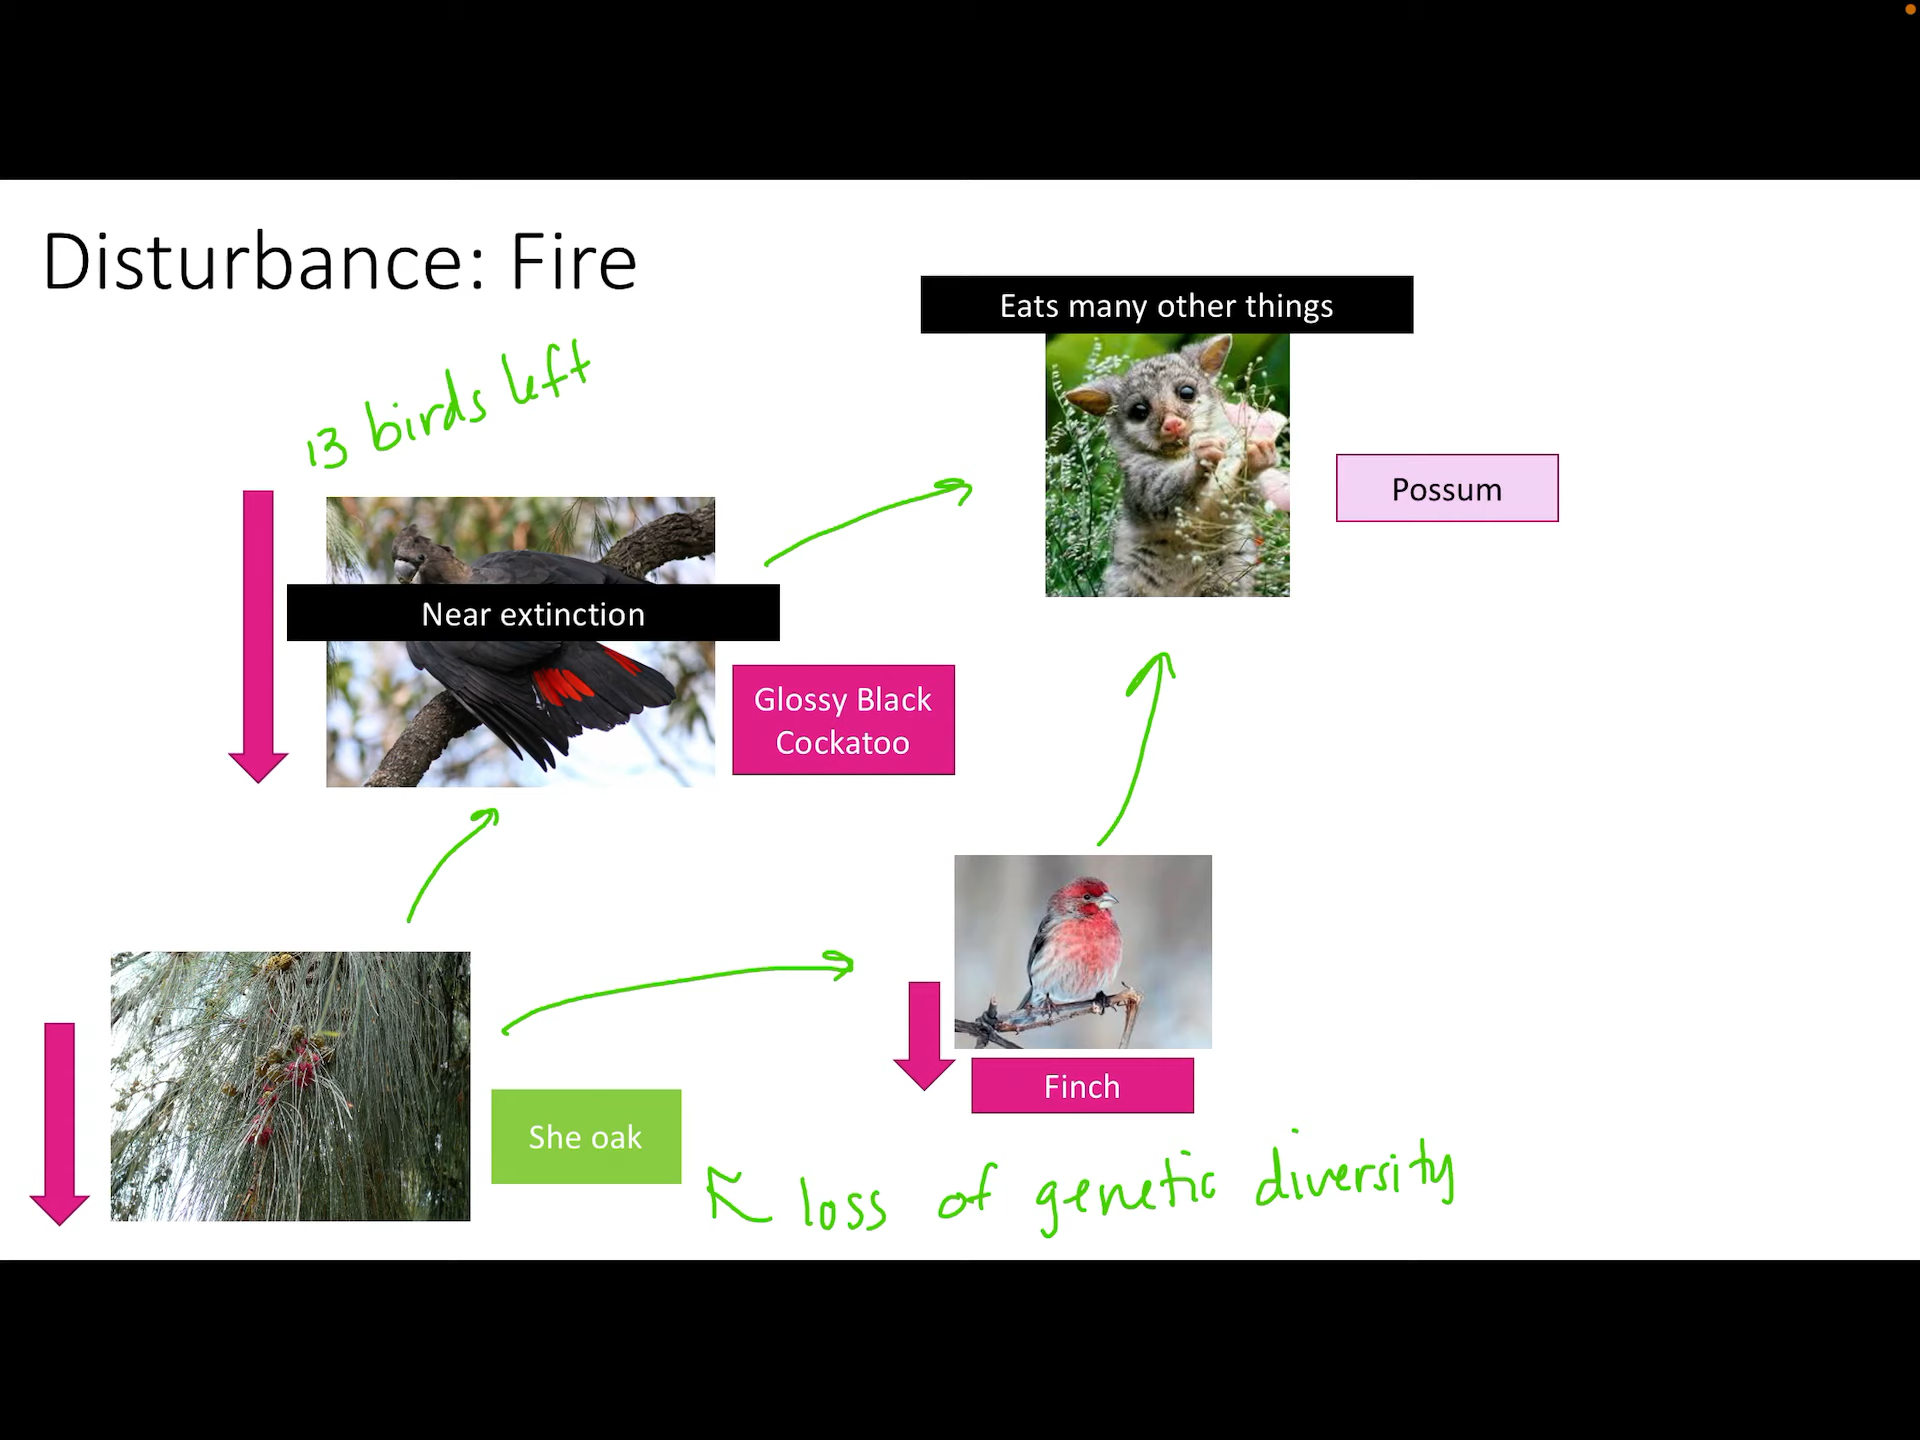 Disturbance: Fire
Eats many other things
13 birds left
Possum
Near extinction
Glossy Black
Cockatoo
Finch
She oak
loss of genetic diversity